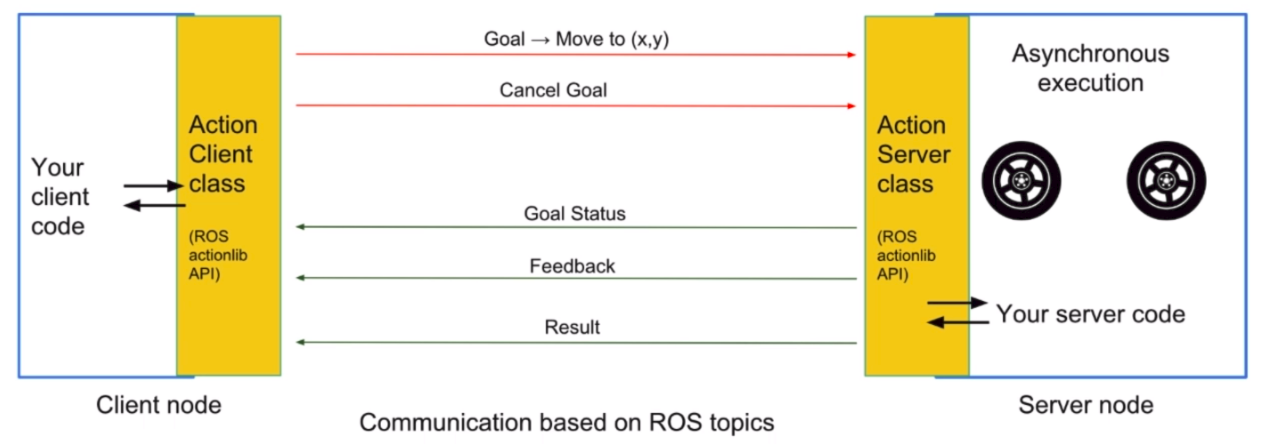 Goal → Move to (x,y)
Cancel Goal
Asynchronous
execution
Your
client
code
Action
Client
class
(ROS
actionlib
API)
Action
Server
class
(ROS
actionlib
API)
Goal Status
Feedback
Result
Your server code
Client node
Communication based on ROS topics
Server node